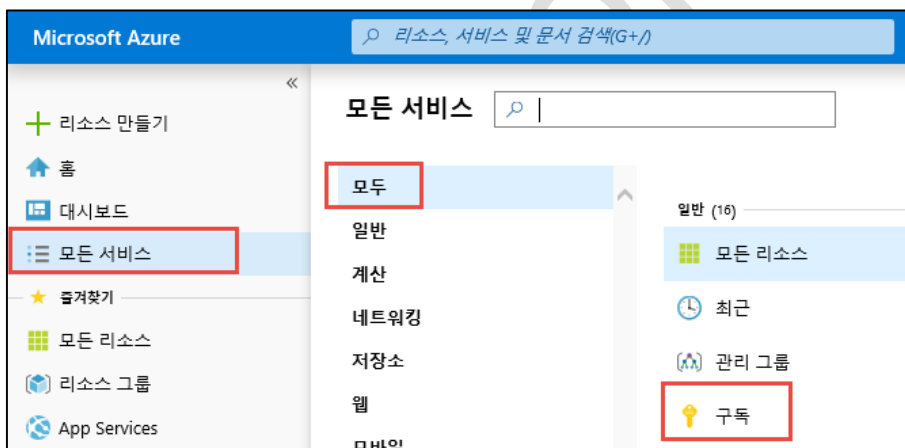 Microsoft Azure
리소스, 서비스 및 문서 검색(G+/)
«
리소스 만들기
홈
대시보드
모든 서비스
즐겨찾기
모든 리소스
리소스 그룹
App Services
모든 서비스
모두
일반
계산
네트워킹
저장소
웹
모바일
일반 (16)
모든 리소스
최근
관리 그룹
구독